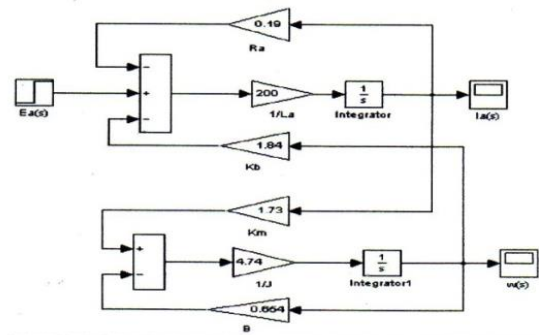 0.19
Ra
−
+
−
Ea(s)
200
1/La
1
s
Integrator
Ia(s)
1.84
Kb
1.73
Km
+
−
4.74
1/J
1
s
Integrator1
w(s)
0.664
B